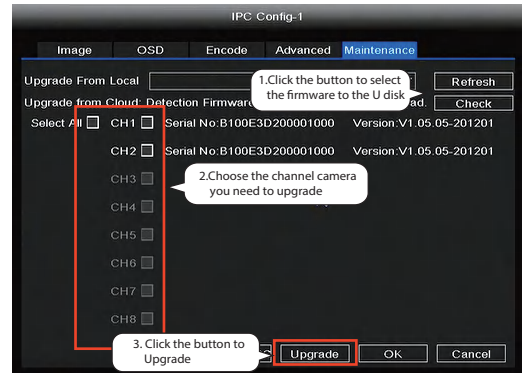 IPC Config-1
Image OSD Encode Advanced Maintenance
Upgrade From Local Refresh
1.Click the button to select
the firmware to the U disk
Upgrade from Cloud: Detection Firmware ad. Check
Select All CH1 Serial No:B100E3D200001000 Version:V1.05.05-201201
CH2 Serial No:B100E3D200001000 Version:V1.05.05-201201
2.Choose the channel camera
you need to upgrade
CH3
CH4
CH5
CH6
CH7
CH8
3. Click the button to
Upgrade
Upgrade OK Cancel